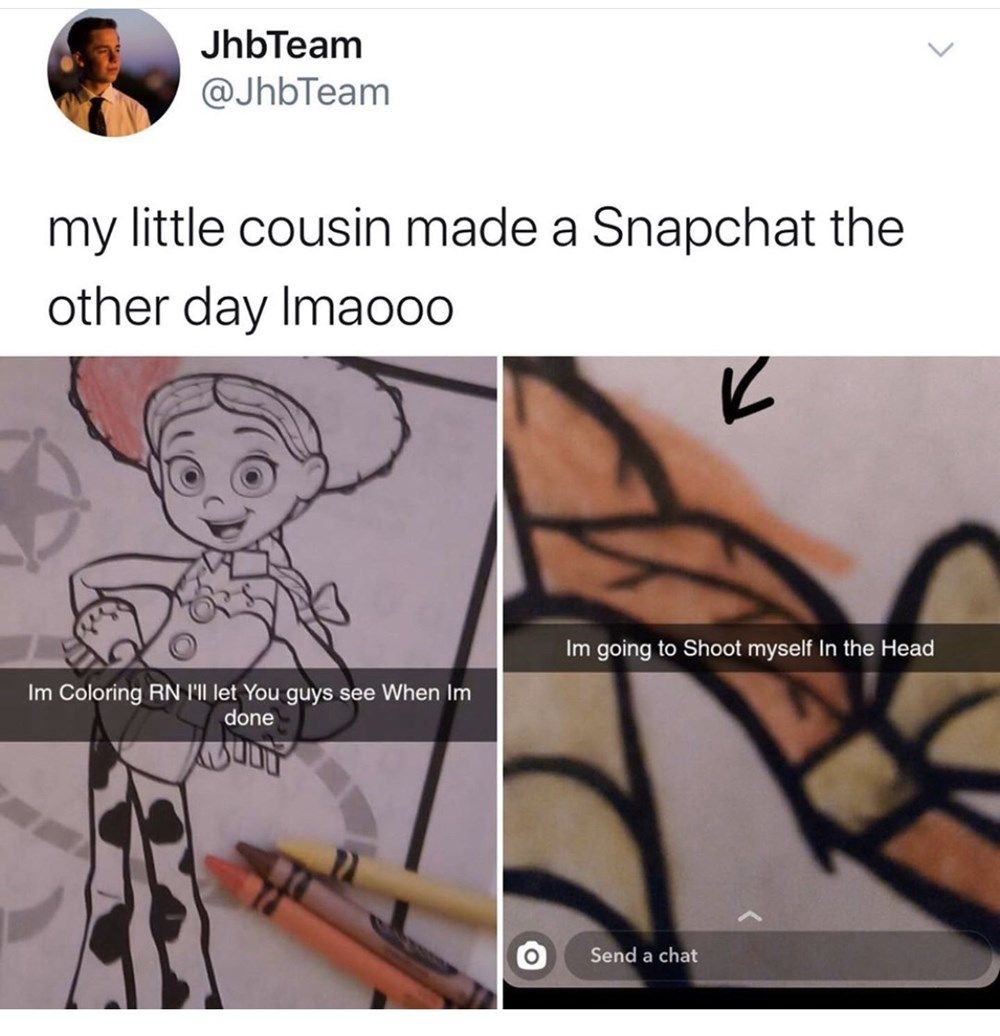 JhbTeam
@JhbTeam
my little cousin made a Snapchat the
other day lmaooo
Im Coloring RN I'll let You guys see When Im
done
Im going to Shoot myself In the Head
Send a chat